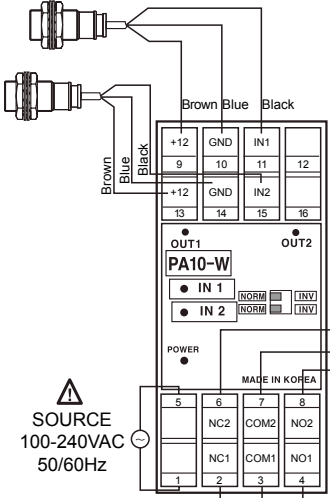 Brown Blue Black
Brown
Blue
Black
+12 GND IN1
9 10 11 12
+12 GND IN2
13 14 15 16
OUT1 OUT2
PA10-W
IN 1
IN 2
NORM INV
NORM INV
POWER
MADE IN KOREA
5 6 7 8
NC2 COM2 NO2
NC1 COM1 NO1
1 2 3 4
SOURCE
100-240VAC
50/60Hz